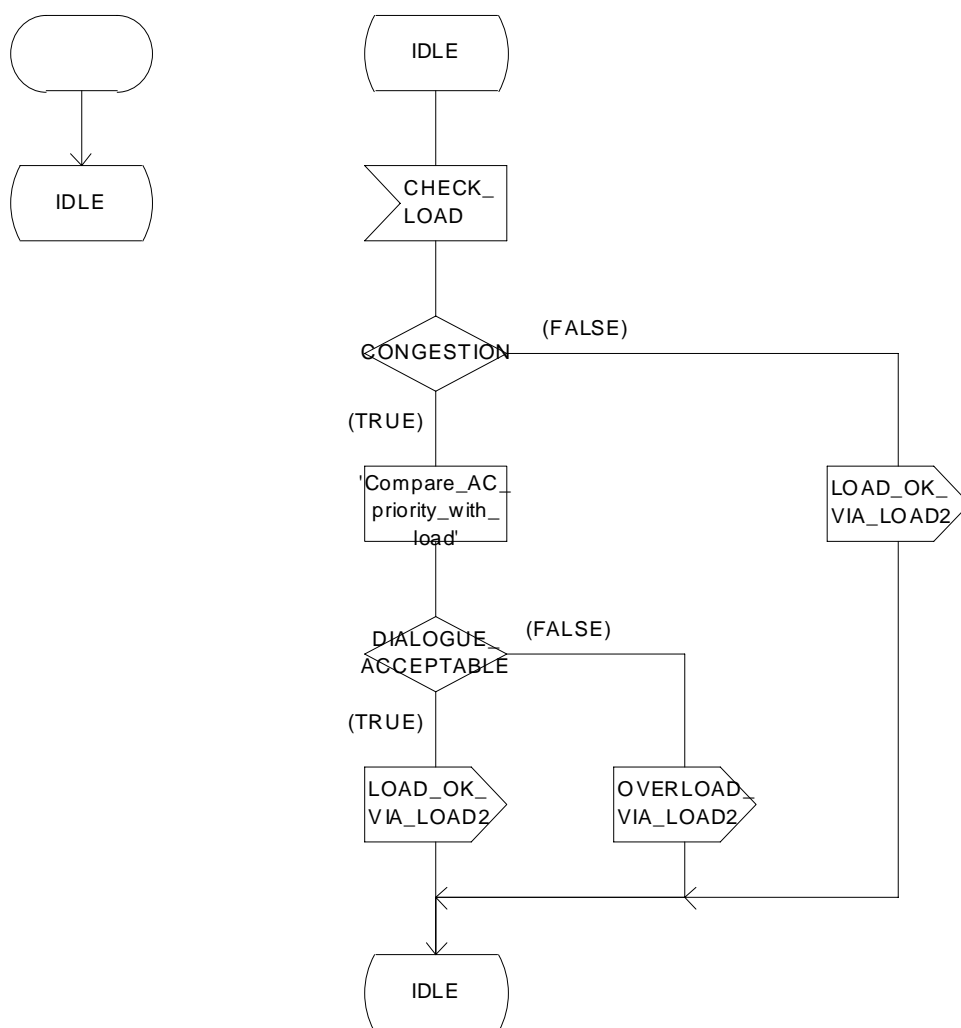 IDLE
IDLE
CHECK_
LOAD
CONGESTION
(FALSE)
(TRUE)
'Compare_AC_
priority_with_
load'
LOAD_OK_
VIA_LOAD2
DIALOGUE_
ACCEPTABLE
(FALSE)
(TRUE)
LOAD_OK_
VIA_LOAD2
OVERLOAD_
VIA_LOAD2
IDLE